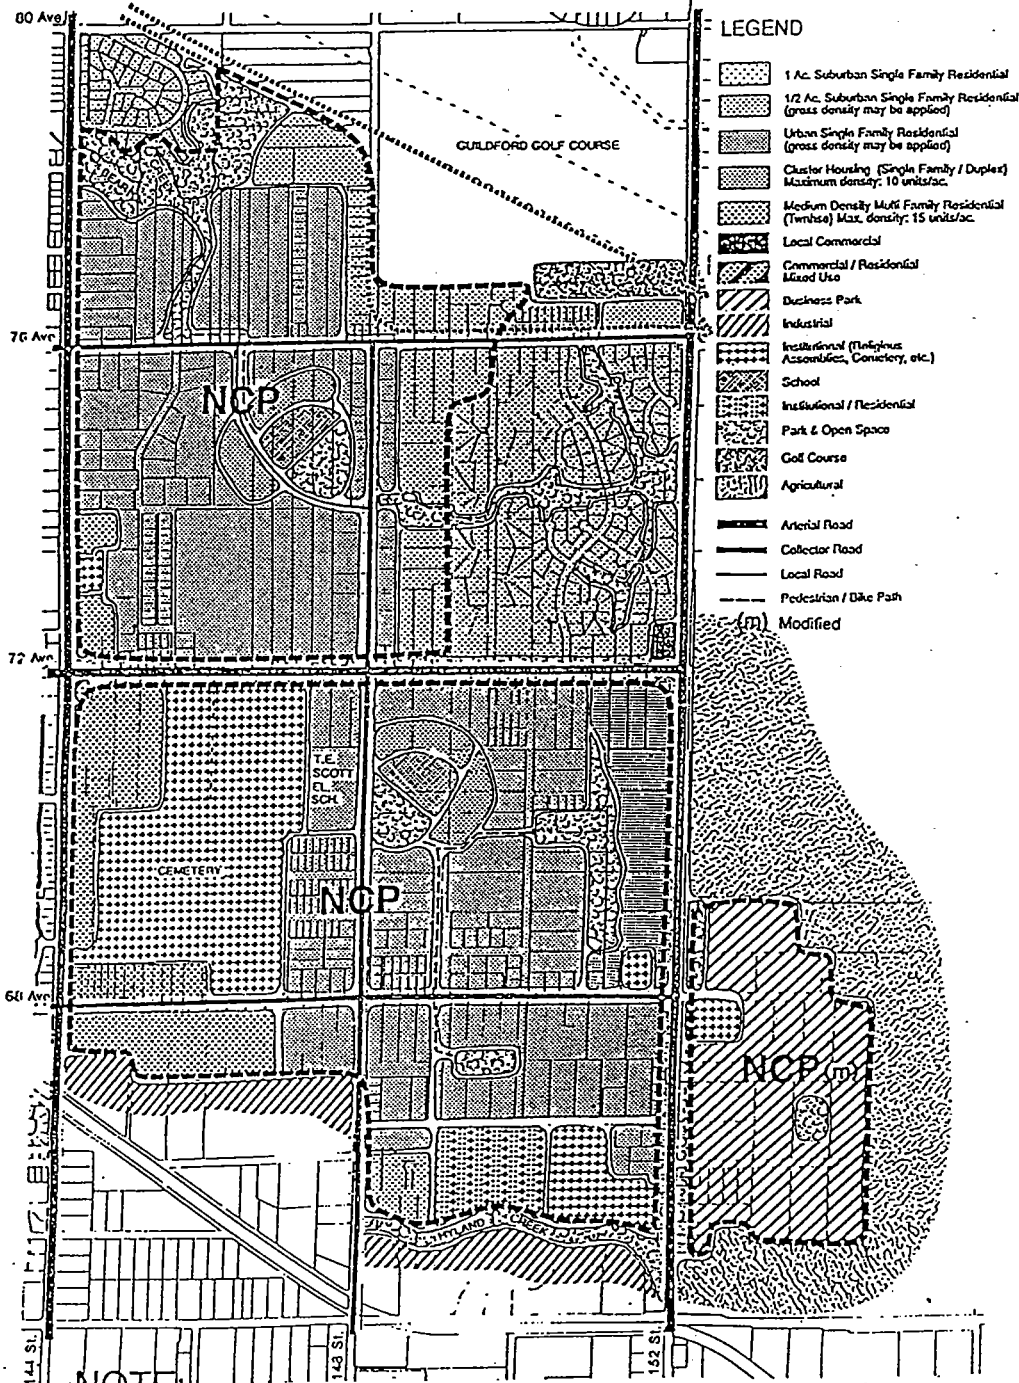 80 Ave
LEGEND
1 Ac. Suburban Single Family Residential
1/2 Ac. Suburban Single Family Residential
(gross density may be applied)
GUILDFORD GOLF COURSE
Urban Single Family Residential
(gross density may be applied)
Cluster Housing (Single Family / Duplex)
Maximum density: 10 units/ac.
Medium Density Multi Family Residential
(Twnhse) Max. density: 15 units/ac.
Local Commercial
Commercial / Residential
Mixed Use
Business Park
Industrial
Institutional (Religious
Assemblies, Cemetery, etc.)
School
Institutional / Residential
Park & Open Space
Golf Course
Agricultural
Arterial Road
Collector Road
Local Road
Pedestrian / Bike Path
(m) Modified
76 Ave
NCP
72 Ave
T.E.
SCOTT
EL.
SCH.
CEMETERY
NCP
68 Ave
NCP (m)
HYLAND CREEK
144 St.
148 St.
152 St.
NOTE: